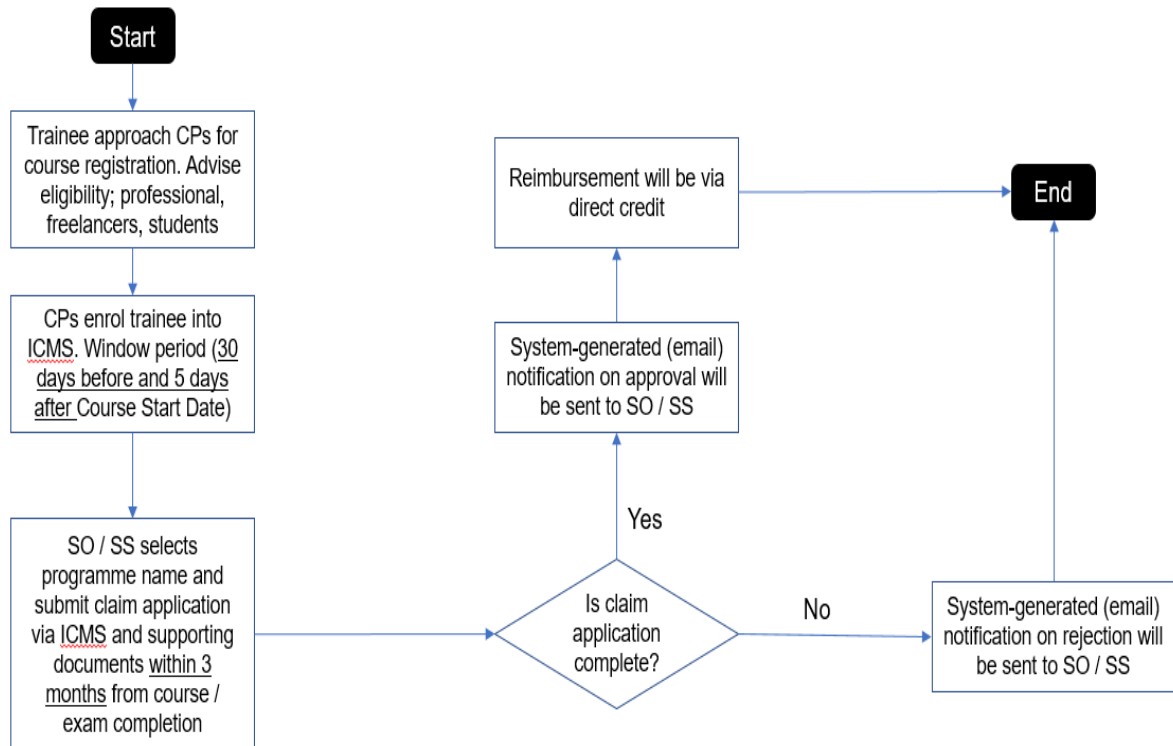 Start
Trainee approach CPs for
course registration. Advise
eligibility; professional,
freelancers, students
CPs enrol trainee into
ICMS. Window period (30
days before and 5 days
after Course Start Date)
SO / SS selects
programme name and
submit claim application
via ICMS and supporting
documents within 3
months from course /
exam completion
Is claim
application
complete?
Yes
System-generated (email)
notification on approval will
be sent to SO / SS
Reimbursement will be via
direct credit
No
System-generated (email)
notification on rejection will
be sent to SO / SS
End